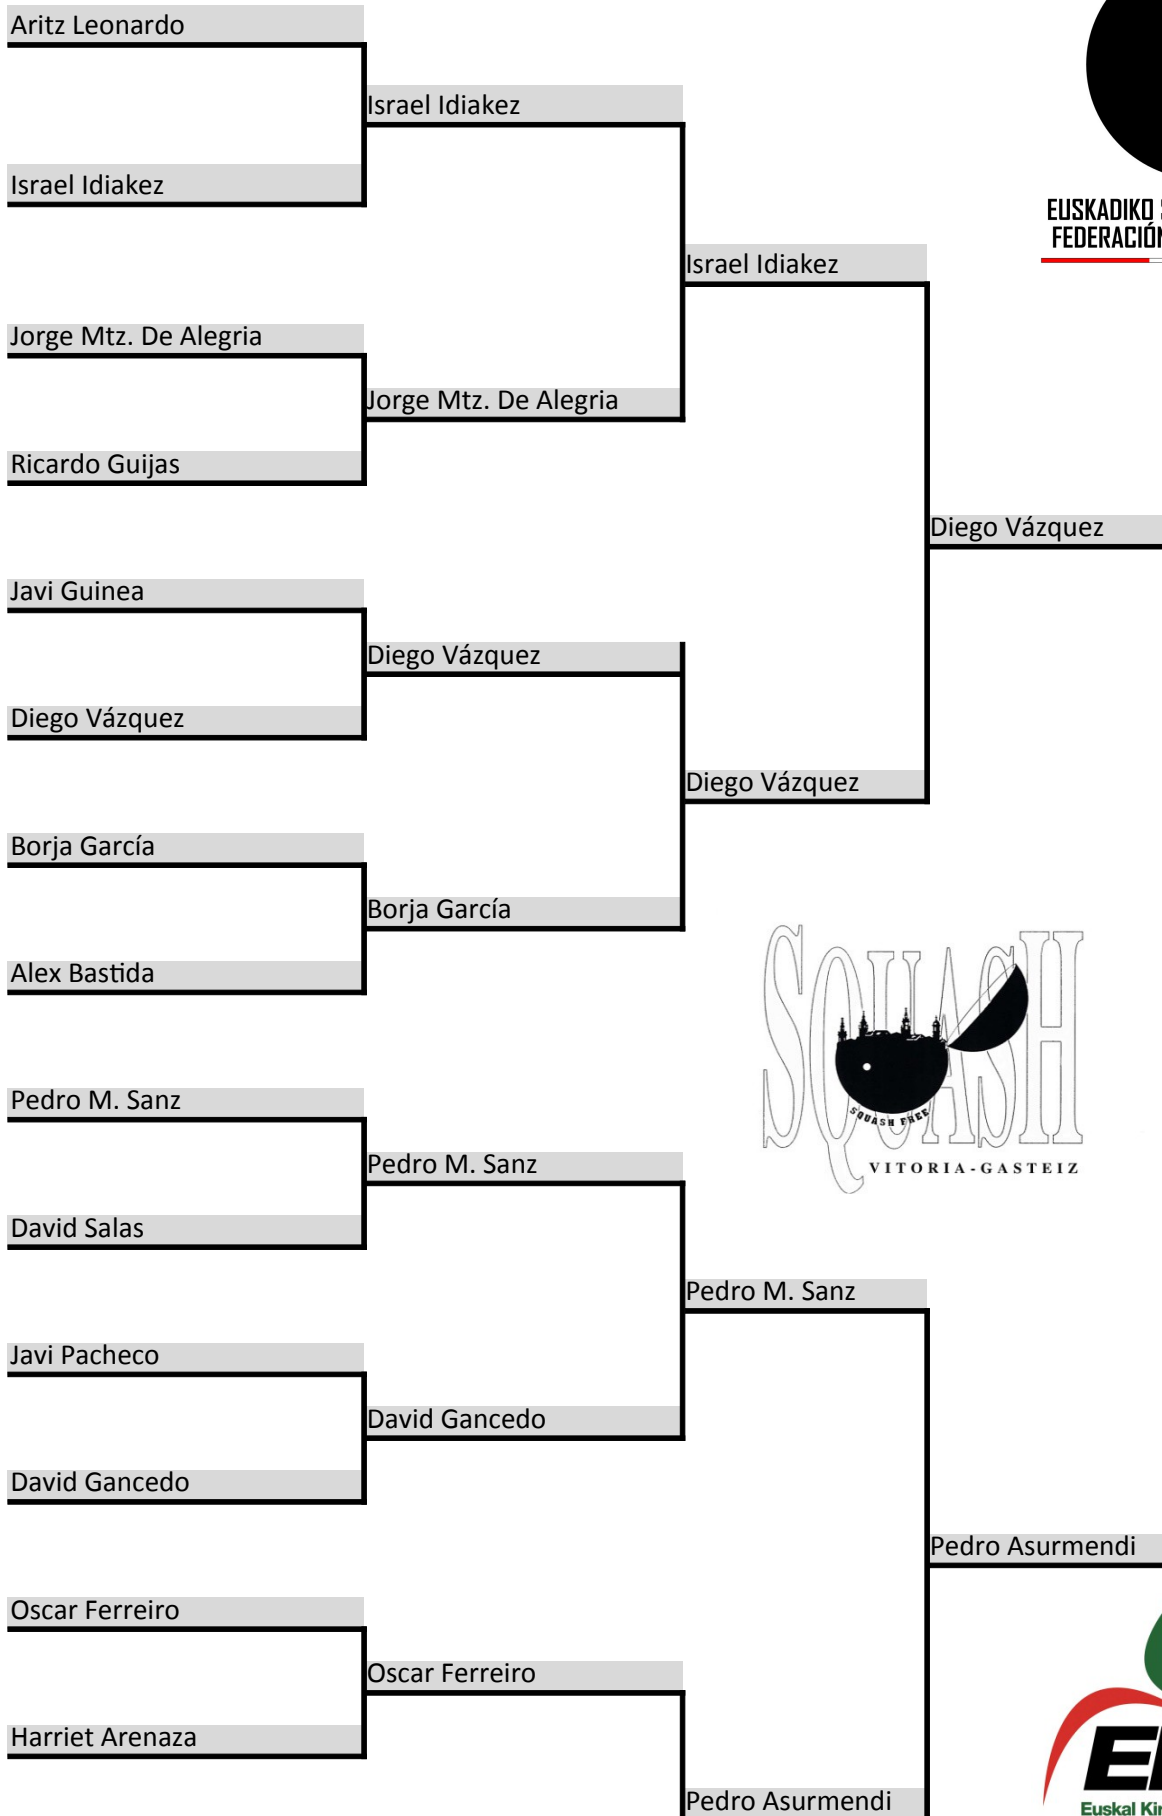 Aritz Leonardo
Israel Idiakez
Israel Idiakez
EUSKADIKO
FEDERACIÓN
Israel Idiakez
Jorge Mtz. De Alegria
Jorge Mtz. De Alegria
Ricardo Guijas
Diego Vázquez
Javi Guinea
Diego Vázquez
Diego Vázquez
Diego Vázquez
Borja García
Borja García
Alex Bastida
SQUASH
SQUASH FREE
VITORIA-GASTEIZ
Pedro M. Sanz
Pedro M. Sanz
David Salas
Pedro M. Sanz
Javi Pacheco
David Gancedo
David Gancedo
Pedro Asurmendi
Oscar Ferreiro
Oscar Ferreiro
Harriet Arenaza
Pedro Asurmendi
Euskal